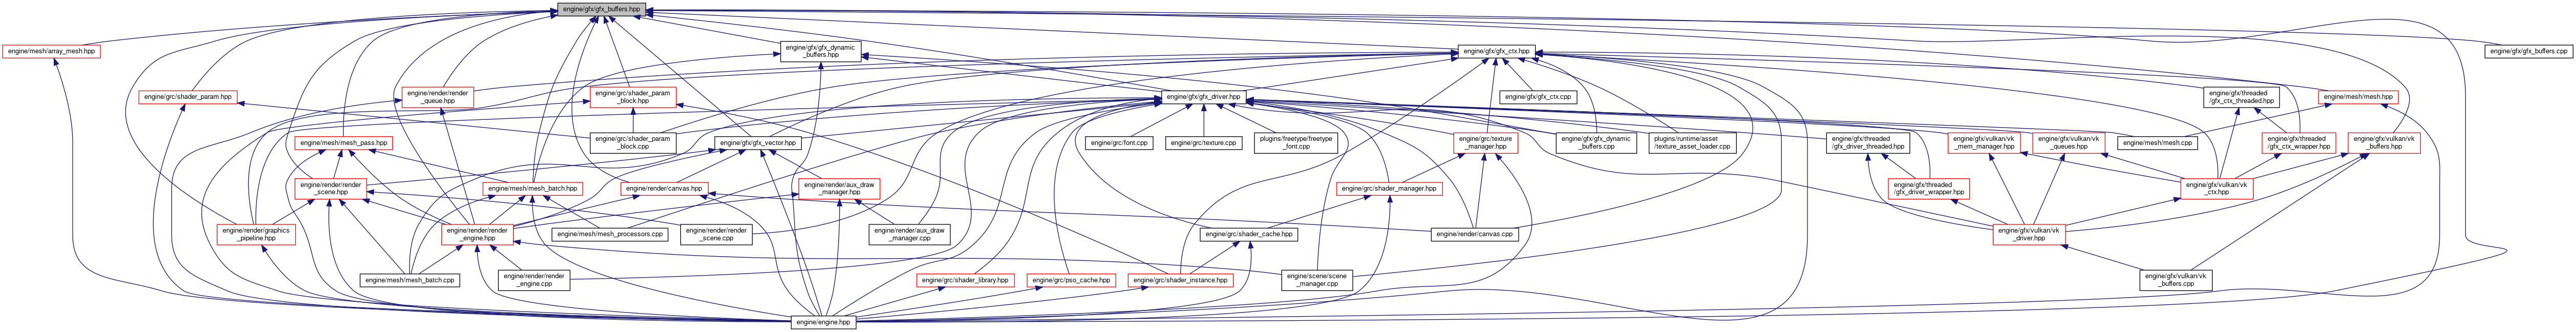 engine/gfx/gfx_buffers.hpp
engine/mesh/array_mesh.hpp
engine/gfx/gfx_dynamic
_buffers.hpp
engine/gfx/gfx_ctx.hpp
engine/gfx/gfx_buffers.cpp
engine/grc/shader_param.hpp
engine/render/render
_queue.hpp
engine/grc/shader_param
_block.hpp
engine/gfx/gfx_driver.hpp
engine/gfx/gfx_ctx.cpp
engine/gfx/threaded
/gfx_ctx_threaded.hpp
engine/mesh/mesh.hpp
engine/mesh/mesh_pass.hpp
engine/grc/shader_param
_block.cpp
engine/gfx/gfx_vector.hpp
engine/grc/font.cpp
engine/grc/texture.cpp
plugins/freetype/freetype
_font.cpp
engine/grc/texture
_manager.hpp
engine/gfx/gfx_dynamic
_buffers.cpp
plugins/runtime/asset
/texture_asset_loader.cpp
engine/gfx/threaded
/gfx_driver_threaded.hpp
engine/gfx/vulkan/vk
_mem_manager.hpp
engine/gfx/vulkan/vk
_queues.hpp
engine/mesh/mesh.cpp
engine/gfx/threaded
/gfx_ctx_wrapper.hpp
engine/gfx/vulkan/vk
_buffers.hpp
engine/render/render
_scene.hpp
engine/mesh/mesh_batch.hpp
engine/render/canvas.hpp
engine/render/aux_draw
_manager.hpp
engine/grc/shader_manager.hpp
engine/gfx/threaded
/gfx_driver_wrapper.hpp
engine/gfx/vulkan/vk
_ctx.hpp
engine/render/graphics
_pipeline.hpp
engine/render/render
_engine.hpp
engine/mesh/mesh_processors.cpp
engine/render/render
_scene.cpp
engine/render/aux_draw
_manager.cpp
engine/grc/shader_cache.hpp
engine/render/canvas.cpp
engine/gfx/vulkan/vk
_driver.hpp
engine/mesh/mesh_batch.cpp
engine/render/render
_engine.cpp
engine/grc/shader_library.hpp
engine/grc/pso_cache.hpp
engine/grc/shader_instance.hpp
engine/scene/scene
_manager.cpp
engine/gfx/vulkan/vk
_buffers.cpp
engine/engine.hpp